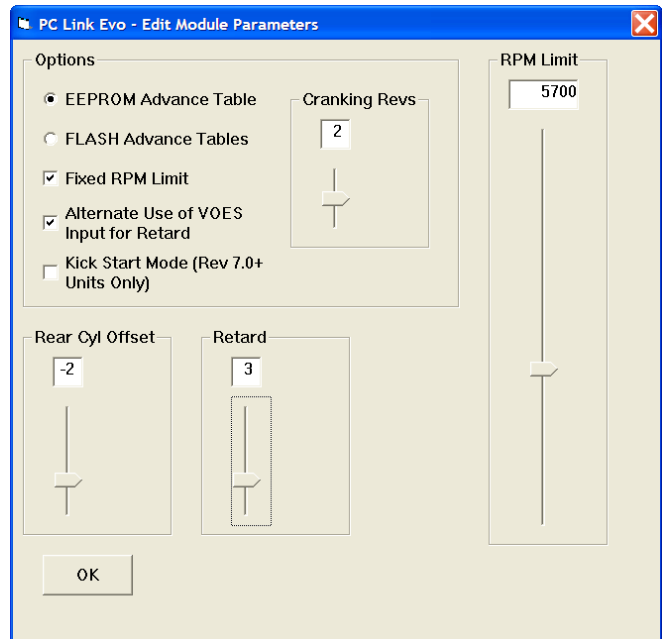 PC Link Evo - Edit Module Parameters
Options
EEPROM Advance Table
FLASH Advance Tables
Fixed RPM Limit
Alternate Use of VOES
Input for Retard
Kick Start Mode (Rev 7.0+
Units Only)
Cranking Revs
2
RPM Limit
5700
Rear Cyl Offset
-2
Retard
3
OK